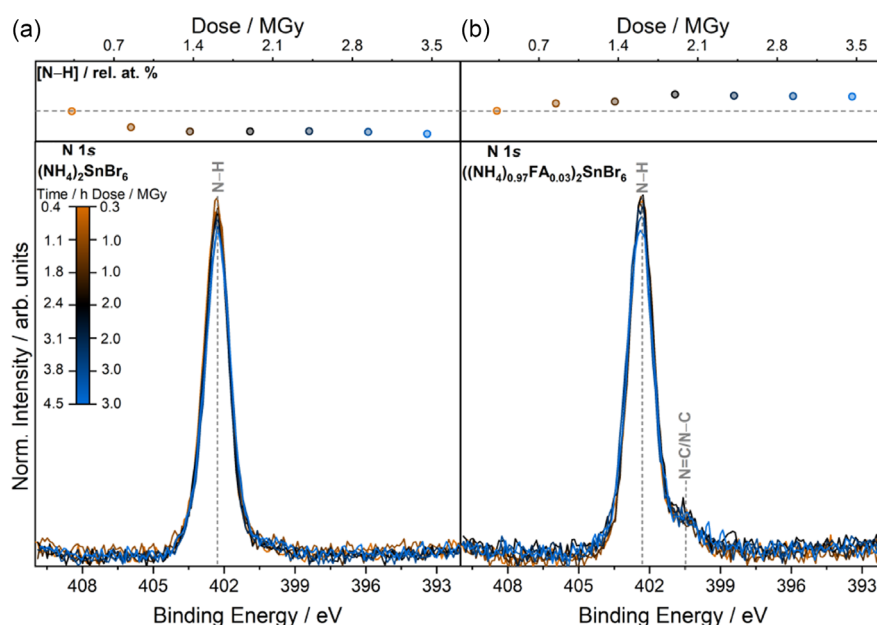 (a)
Dose / MGy
0.7 1.4 2.1 2.8 3.5
[N–H] / rel. at. %
N 1s
(NH4)2SnBr6
Time / h Dose / MGy
0.4 0.3
1.1 1.0
1.8 1.0
2.4 2.0
3.1 2.0
3.8 3.0
4.5 3.0
N–H
Norm. Intensity / arb. units
408 405 402 399 396 393
Binding Energy / eV
(b)
Dose / MGy
0.7 1.4 2.1 2.8 3.5
N 1s
((NH4)0.97FA0.03)2SnBr6
N–H
N=C/N–C
408 405 402 399 396 393
Binding Energy / eV